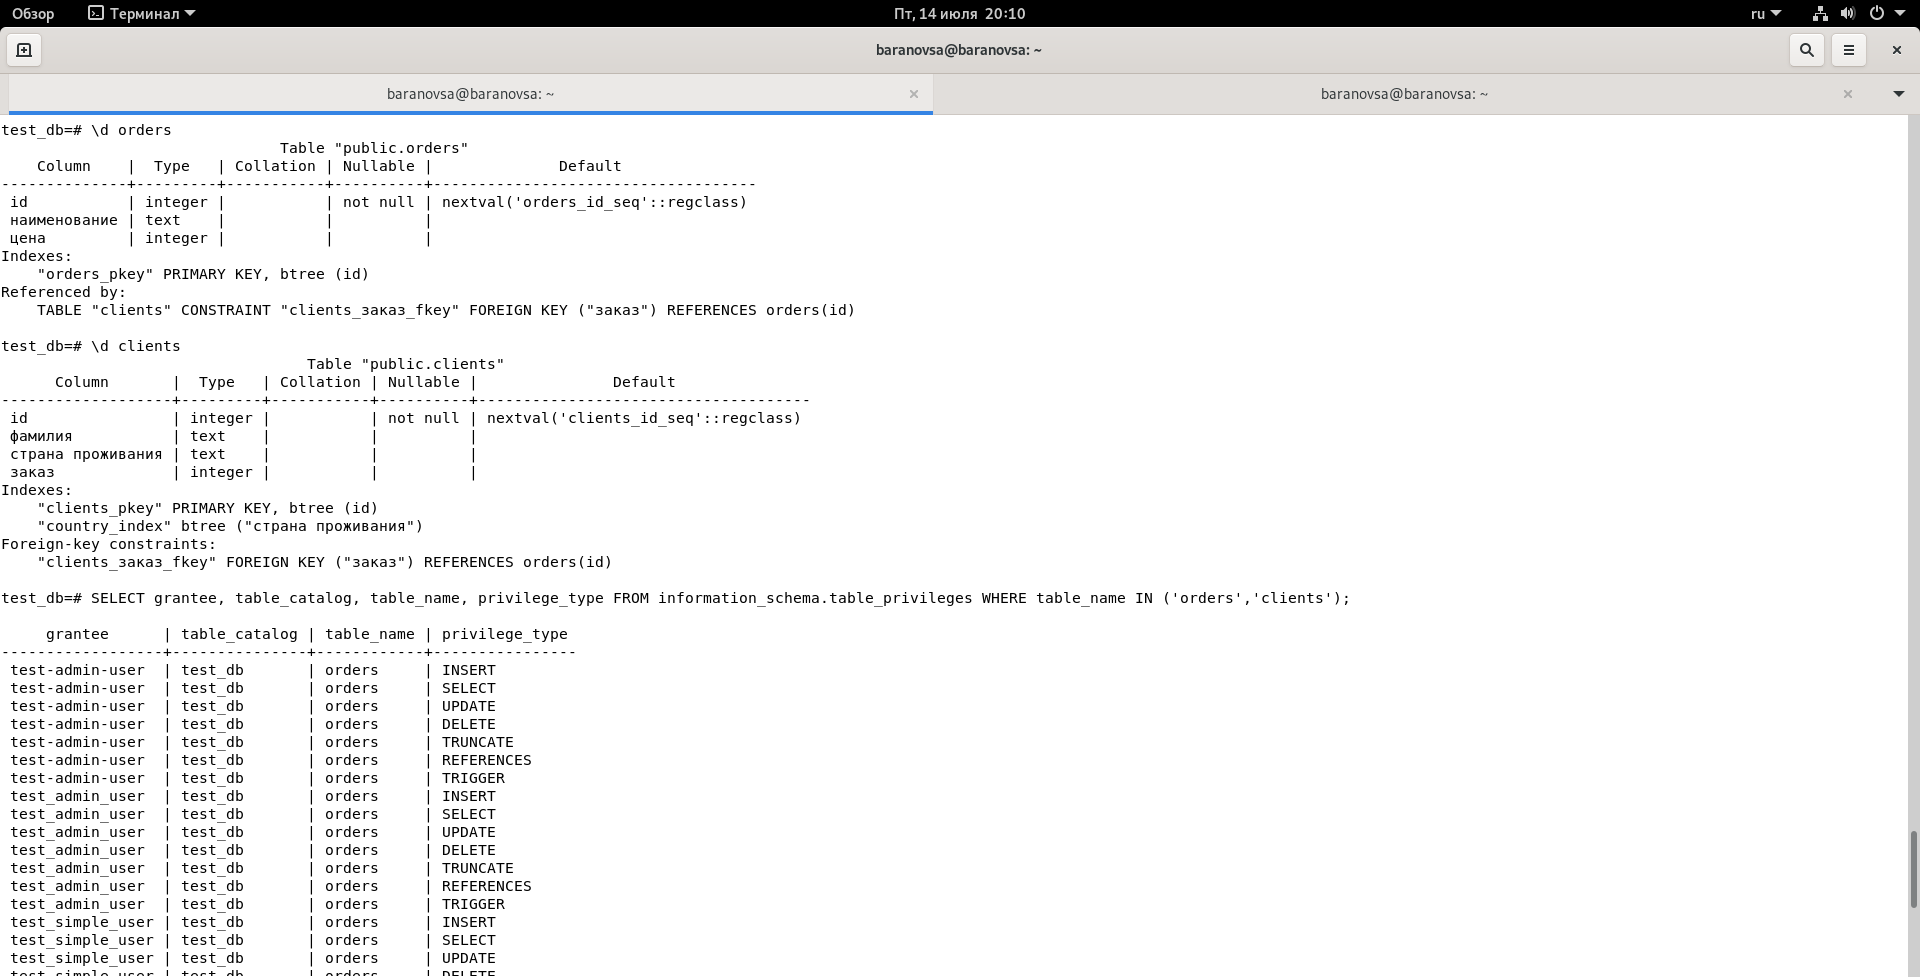 Обзор Терминал Пт, 14 июля 20:10 ru
baranovsa@baranovsa: ~
baranovsa@baranovsa: ~ baranovsa@baranovsa: ~
test_db=# \d orders
                               Table "public.orders"
    Column    |  Type   | Collation | Nullable |              Default
--------------+---------+-----------+----------+------------------------------------
 id           | integer |           | not null | nextval('orders_id_seq'::regclass)
 наименование | text    |           |          |
 цена         | integer |           |          |
Indexes:
    "orders_pkey" PRIMARY KEY, btree (id)
Referenced by:
    TABLE "clients" CONSTRAINT "clients_заказ_fkey" FOREIGN KEY ("заказ") REFERENCES orders(id)

test_db=# \d clients
                                  Table "public.clients"
      Column       |  Type   | Collation | Nullable |               Default
-------------------+---------+-----------+----------+-------------------------------------
 id                | integer |           | not null | nextval('clients_id_seq'::regclass)
 фамилия           | text    |           |          |
 страна проживания | text    |           |          |
 заказ             | integer |           |          |
Indexes:
    "clients_pkey" PRIMARY KEY, btree (id)
    "country_index" btree ("страна проживания")
Foreign-key constraints:
    "clients_заказ_fkey" FOREIGN KEY ("заказ") REFERENCES orders(id)

test_db=# SELECT grantee, table_catalog, table_name, privilege_type FROM information_schema.table_privileges WHERE table_name IN ('orders','clients');

     grantee      | table_catalog | table_name | privilege_type
------------------+---------------+------------+----------------
 test-admin-user  | test_db       | orders     | INSERT
 test-admin-user  | test_db       | orders     | SELECT
 test-admin-user  | test_db       | orders     | UPDATE
 test-admin-user  | test_db       | orders     | DELETE
 test-admin-user  | test_db       | orders     | TRUNCATE
 test-admin-user  | test_db       | orders     | REFERENCES
 test-admin-user  | test_db       | orders     | TRIGGER
 test_admin_user  | test_db       | orders     | INSERT
 test_admin_user  | test_db       | orders     | SELECT
 test_admin_user  | test_db       | orders     | UPDATE
 test_admin_user  | test_db       | orders     | DELETE
 test_admin_user  | test_db       | orders     | TRUNCATE
 test_admin_user  | test_db       | orders     | REFERENCES
 test_admin_user  | test_db       | orders     | TRIGGER
 test_simple_user | test_db       | orders     | INSERT
 test_simple_user | test_db       | orders     | SELECT
 test_simple_user | test_db       | orders     | UPDATE
 test_simple_user | test_db       | orders     | DELETE